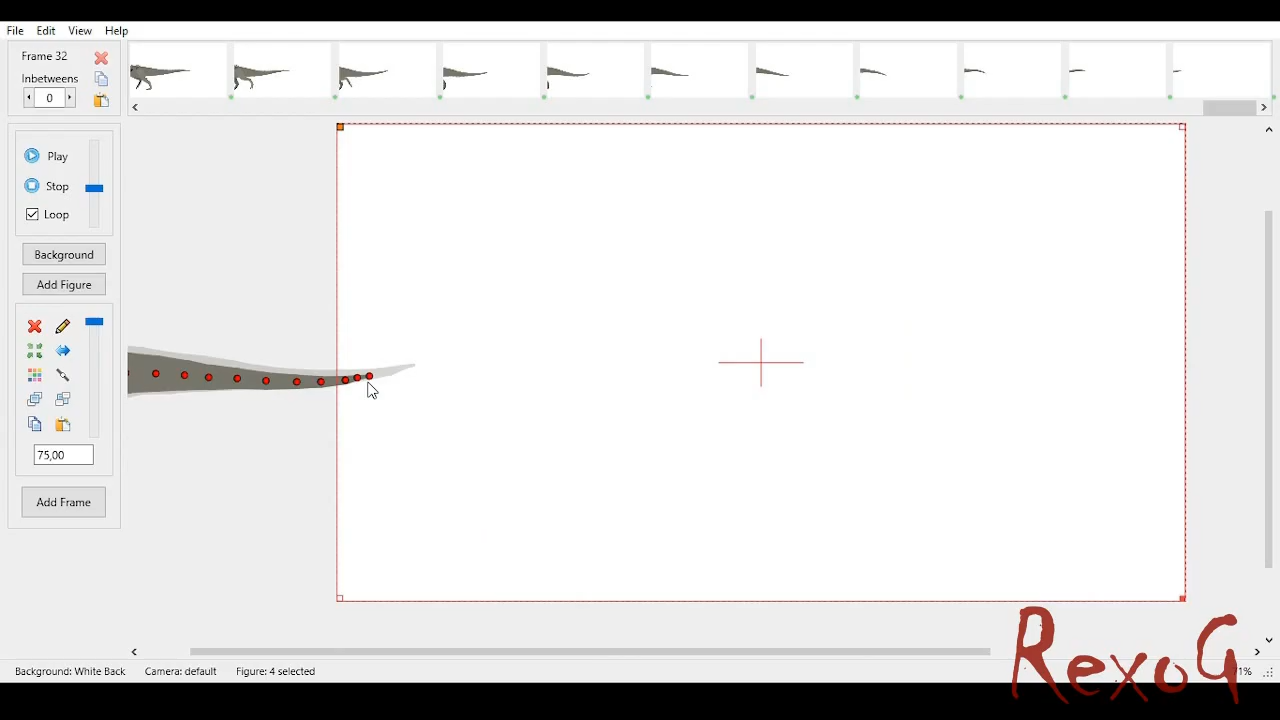 File Edit View Help
Frame 32
Inbetweens
0
Play
Stop
Loop
Background
Add Figure
75,00
Add Frame
Background: White Back Camera: default Figure: 4 selected
RexoG